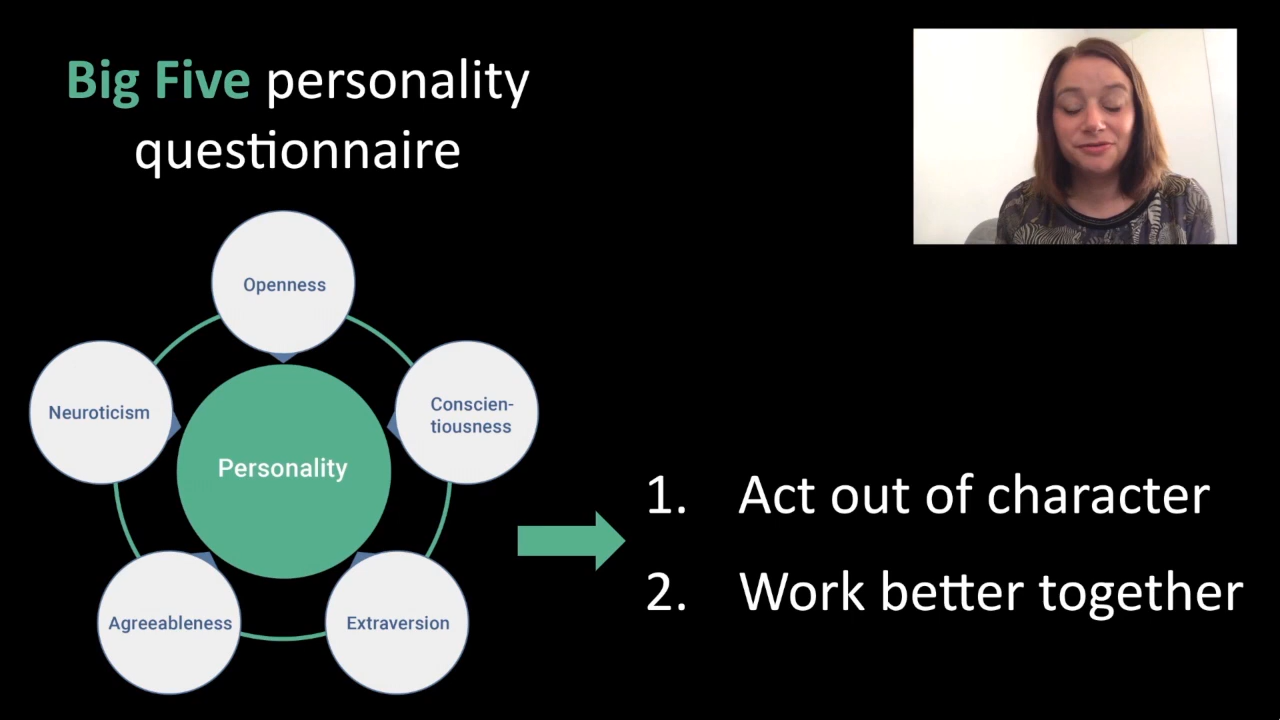 Big Five personality
questionnaire
Openness
Neuroticism
Conscien-
tiousness
Personality
Agreeableness
Extraversion
1. Act out of character
2. Work better together